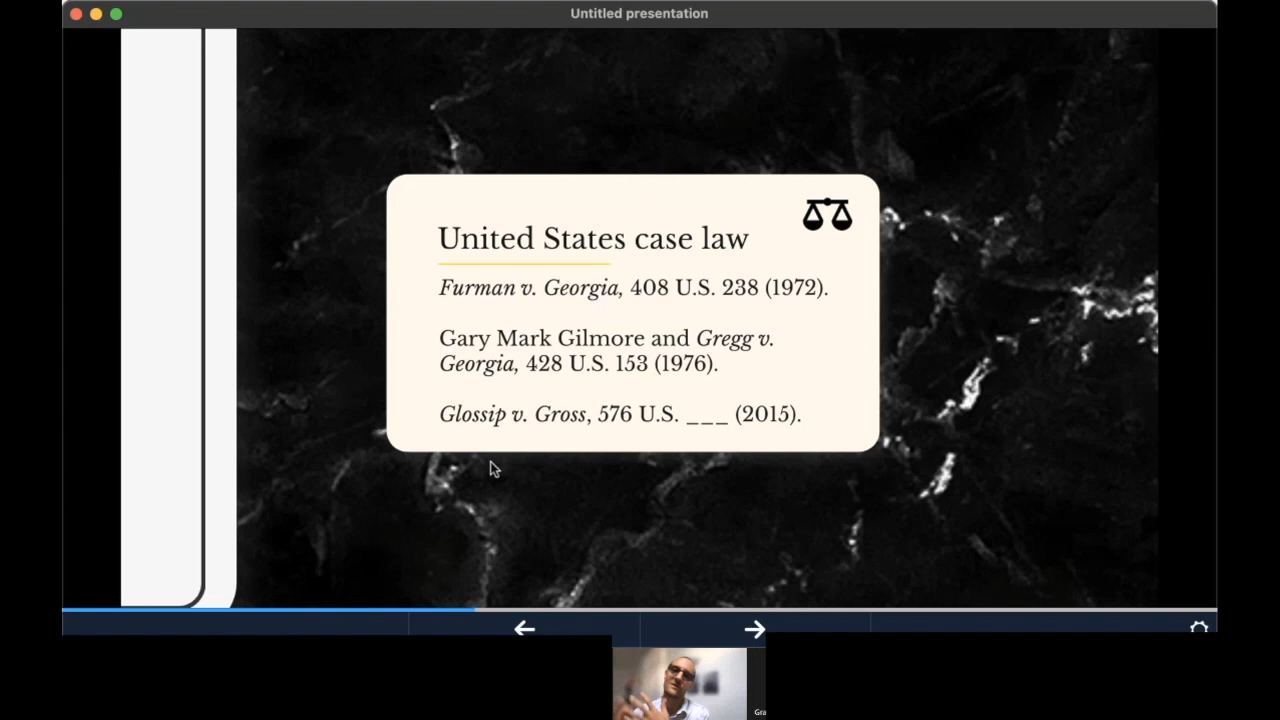 Untitled presentation
United States case law
Furman v. Georgia, 408 U.S. 238 (1972).
Gary Mark Gilmore and Gregg v.
Georgia, 428 U.S. 153 (1976).
Glossip v. Gross, 576 U.S. ___ (2015).
Gra